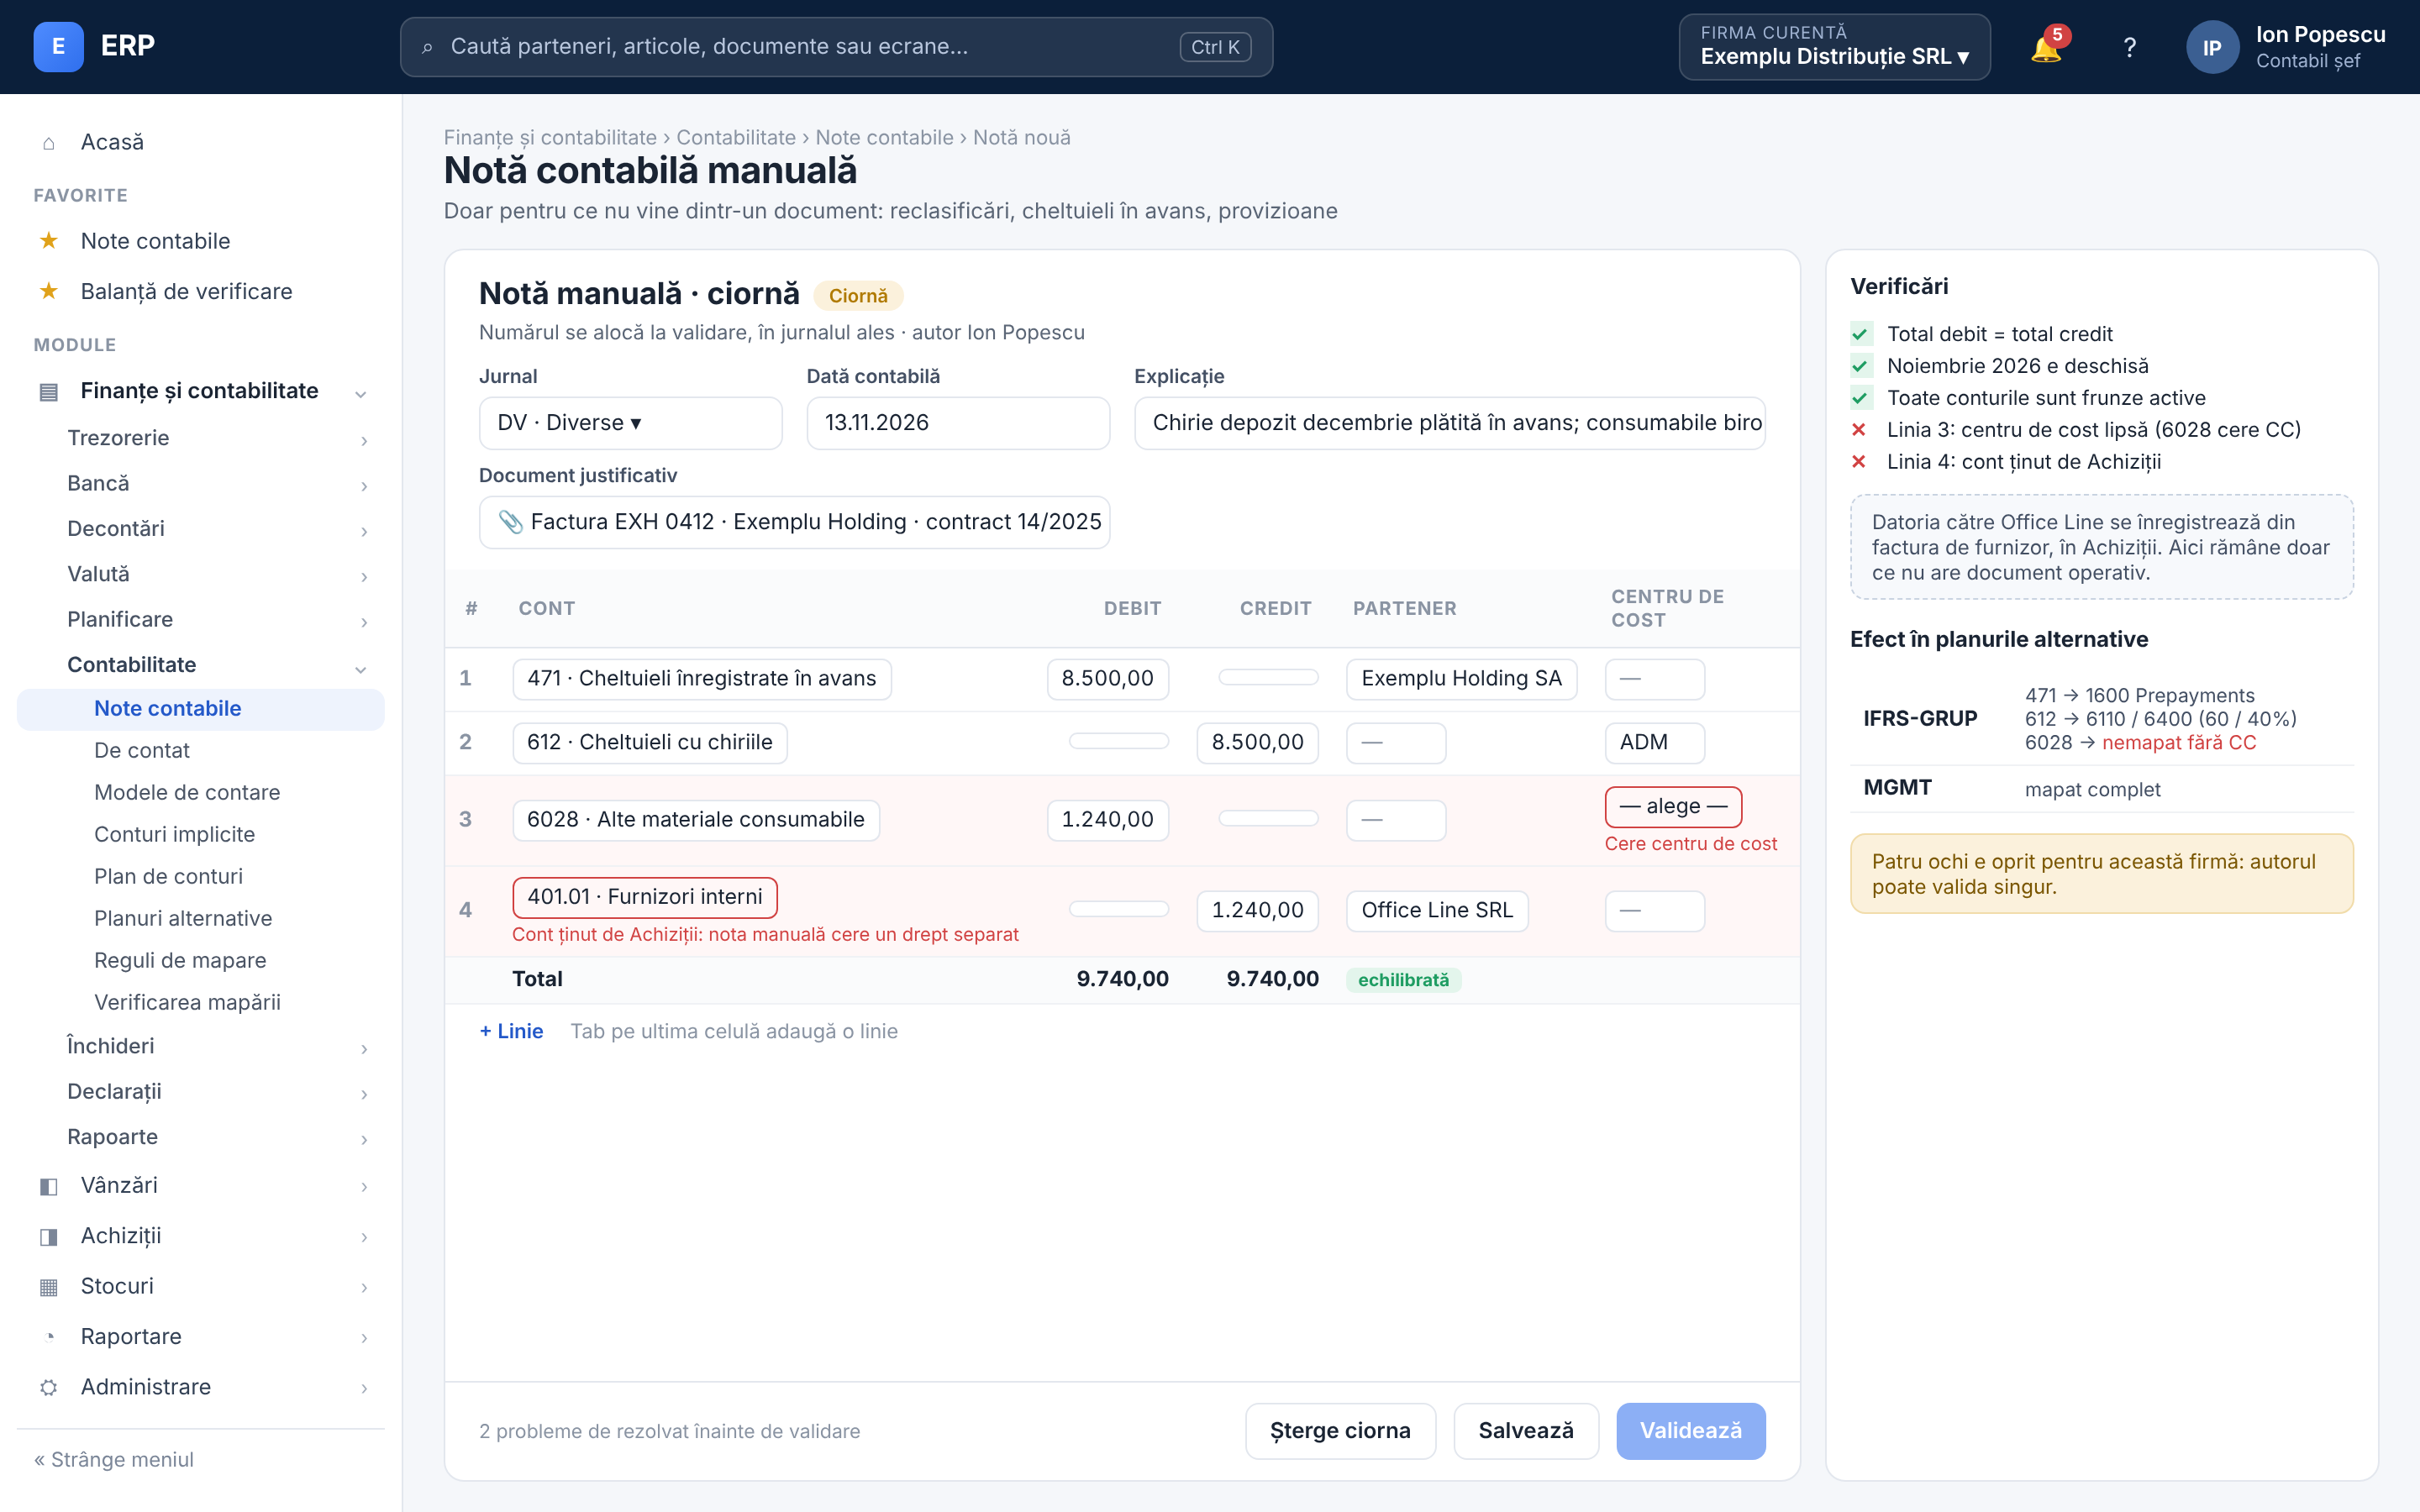 E ERP
Caută parteneri, articole, documente sau ecrane... Ctrl K
FIRMA CURENTĂ
Exemplu Distribuție SRL ▾
5
?
IP
Ion Popescu
Contabil șef
Acasă
FAVORITE
★ Note contabile
★ Balanță de verificare
MODULE
Finanțe și contabilitate
Trezorerie ›
Bancă ›
Decontări ›
Valută ›
Planificare ›
Contabilitate
Note contabile
De contat
Modele de contare
Conturi implicite
Plan de conturi
Planuri alternative
Reguli de mapare
Verificarea mapării
Închideri ›
Declarații ›
Rapoarte ›
Vânzări ›
Achiziții ›
Stocuri ›
Raportare ›
Administrare ›
« Strânge meniul
Finanțe și contabilitate › Contabilitate › Note contabile › Notă nouă
Notă contabilă manuală
Doar pentru ce nu vine dintr-un document: reclasificări, cheltuieli în avans, provizioane
Notă manuală · ciornă Ciornă
Numărul se alocă la validare, în jurnalul ales · autor Ion Popescu
Jurnal Dată contabilă Explicație
DV · Diverse ▾ 13.11.2026 Chirie depozit decembrie plătită în avans; consumabile biro
Document justificativ
📎 Factura EXH 0412 · Exemplu Holding · contract 14/2025
# CONT DEBIT CREDIT PARTENER CENTRU DE COST
1 471 · Cheltuieli înregistrate în avans 8.500,00 Exemplu Holding SA —
2 612 · Cheltuieli cu chiriile 8.500,00 — ADM
3 6028 · Alte materiale consumabile 1.240,00 — — alege —
Cere centru de cost
4 401.01 · Furnizori interni 1.240,00 Office Line SRL —
Cont ținut de Achiziții: nota manuală cere un drept separat
Total 9.740,00 9.740,00 echilibrată
+ Linie Tab pe ultima celulă adaugă o linie
2 probleme de rezolvat înainte de validare
Șterge ciorna Salvează Validează
Verificări
✓ Total debit = total credit
✓ Noiembrie 2026 e deschisă
✓ Toate conturile sunt frunze active
✕ Linia 3: centru de cost lipsă (6028 cere CC)
✕ Linia 4: cont ținut de Achiziții
Datoria către Office Line se înregistrează din
factura de furnizor, în Achiziții. Aici rămâne doar
ce nu are document operativ.
Efect în planurile alternative
IFRS-GRUP
471 → 1600 Prepayments
612 → 6110 / 6400 (60 / 40%)
6028 → nemapat fără CC
MGMT mapat complet
Patru ochi e oprit pentru această firmă: autorul
poate valida singur.